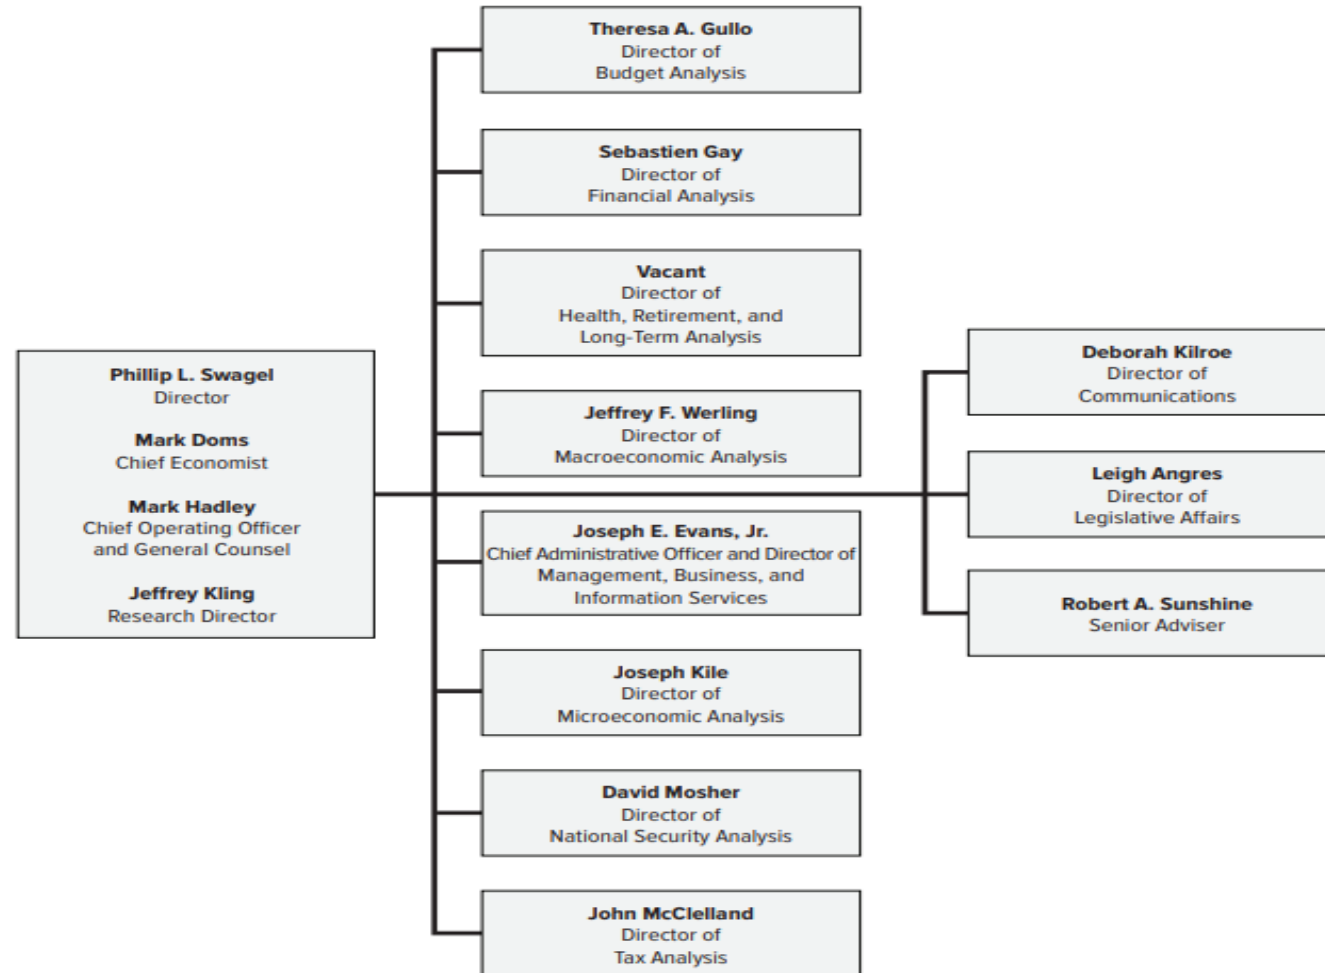 Theresa A. Gullo
Director of
Budget Analysis
Sebastien Gay
Director of
Financial Analysis
Vacant
Director of
Health, Retirement, and
Long-Term Analysis
Phillip L. Swagel
Director
Mark Doms
Chief Economist
Mark Hadley
Chief Operating Officer
and General Counsel
Jeffrey Kling
Research Director
Jeffrey F. Werling
Director of
Macroeconomic Analysis
Joseph E. Evans, Jr.
Chief Administrative Officer and Director of
Management, Business, and
Information Services
Joseph Kile
Director of
Microeconomic Analysis
David Mosher
Director of
National Security Analysis
John McClelland
Director of
Tax Analysis
Deborah Kilroe
Director of
Communications
Leigh Angres
Director of
Legislative Affairs
Robert A. Sunshine
Senior Adviser